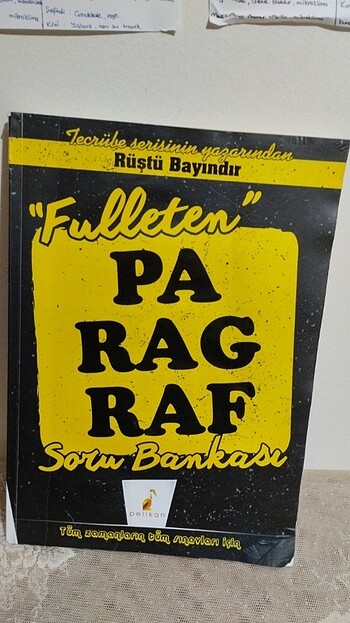 Tecrübe serisinin yazarından
Rüştü Bayındır
"Fulleten"
PA
RAG
RAF
Soru Bankası
pelikan
Tüm zamanların tüm sınavları için